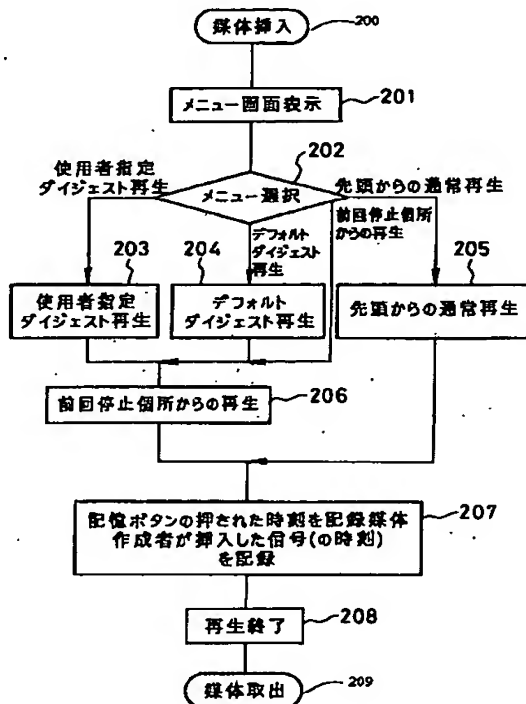 媒体挿入
200
メニュー画面表示
201
202
使用者指定
ダイジェスト再生
メニュー選択
先頭からの通常再生
前回停止個所
からの再生
デフォルト
ダイジェスト
再生
203
204
205
使用者指定
ダイジェスト再生
デフォルト
ダイジェスト再生
先頭からの通常再生
前回停止個所からの再生
206
207
記憶ボタンの押された時刻を記録媒体
作成者が挿入した信号(の時刻)
を記録
再生終了
208
媒体取出
209